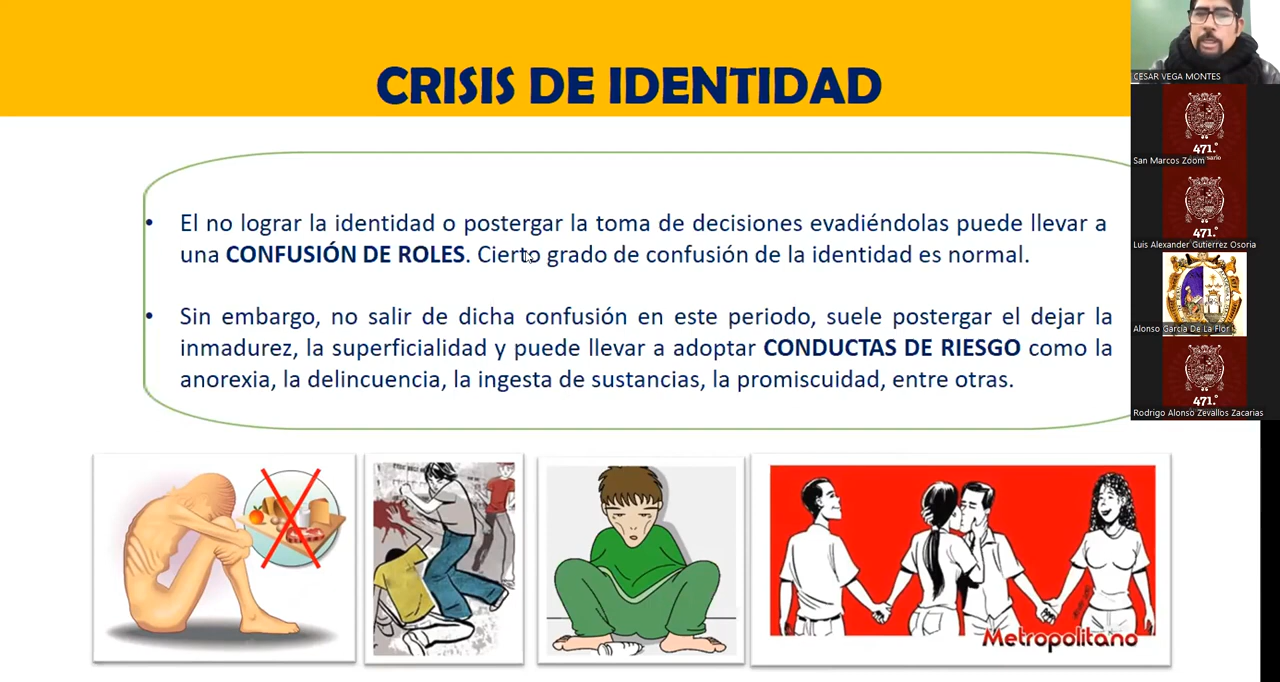 CRISIS DE IDENTIDAD
• El no lograr la identidad o postergar la toma de decisiones evadiéndolas puede llevar a
una CONFUSIÓN DE ROLES. Cierto grado de confusión de la identidad es normal.
• Sin embargo, no salir de dicha confusión en este periodo, suele postergar el dejar la
inmadurez, la superficialidad y puede llevar a adoptar CONDUCTAS DE RIESGO como la
anorexia, la delincuencia, la ingesta de sustancias, la promiscuidad, entre otras.
Metropolitano
CESAR VEGA MONTES
471.°
San Marcos Zoom
471.°
Luis Alexander Gutierrez Osoria
Alonso García De La Flor
471.°
Rodrigo Alonso Zevallos Zacarias